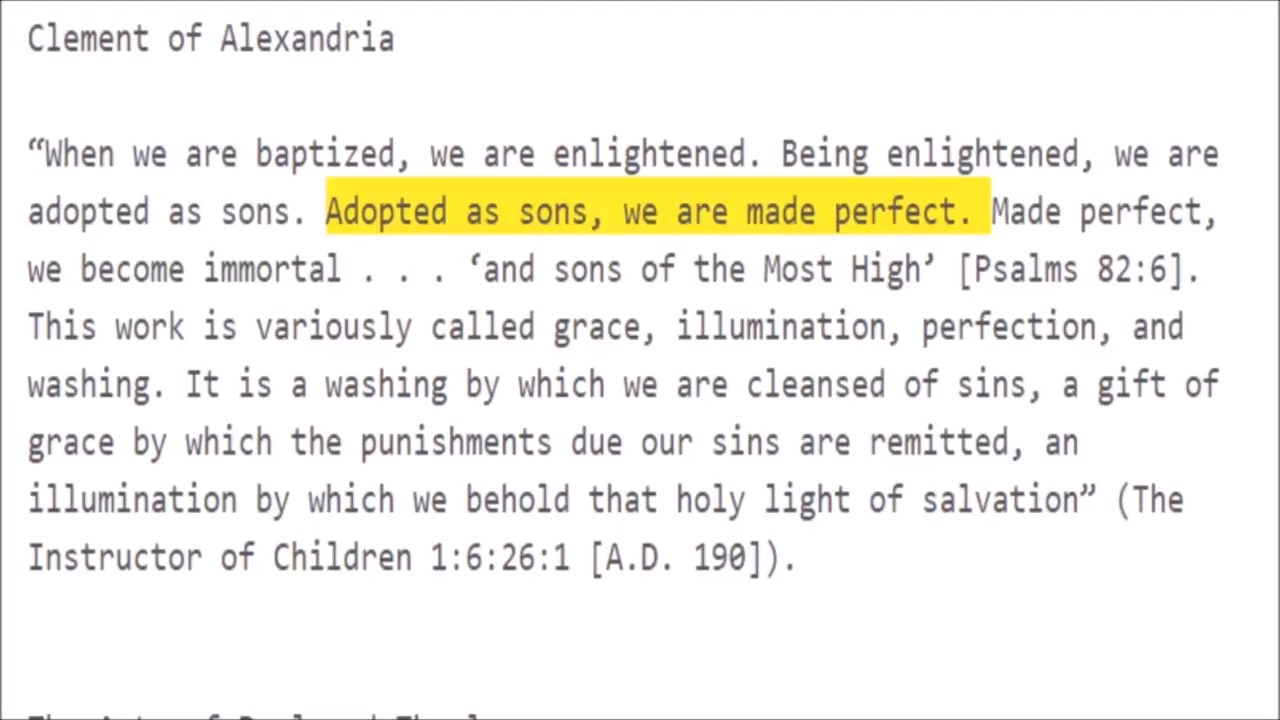 Clement of Alexandria
“When we are baptized, we are enlightened. Being enlightened, we are
adopted as sons. Adopted as sons, we are made perfect. Made perfect,
we become immortal . . . ‘and sons of the Most High’ [Psalms 82:6].
This work is variously called grace, illumination, perfection, and
washing. It is a washing by which we are cleansed of sins, a gift of
grace by which the punishments due our sins are remitted, an
illumination by which we behold that holy light of salvation” (The
Instructor of Children 1:6:26:1 [A.D. 190]).